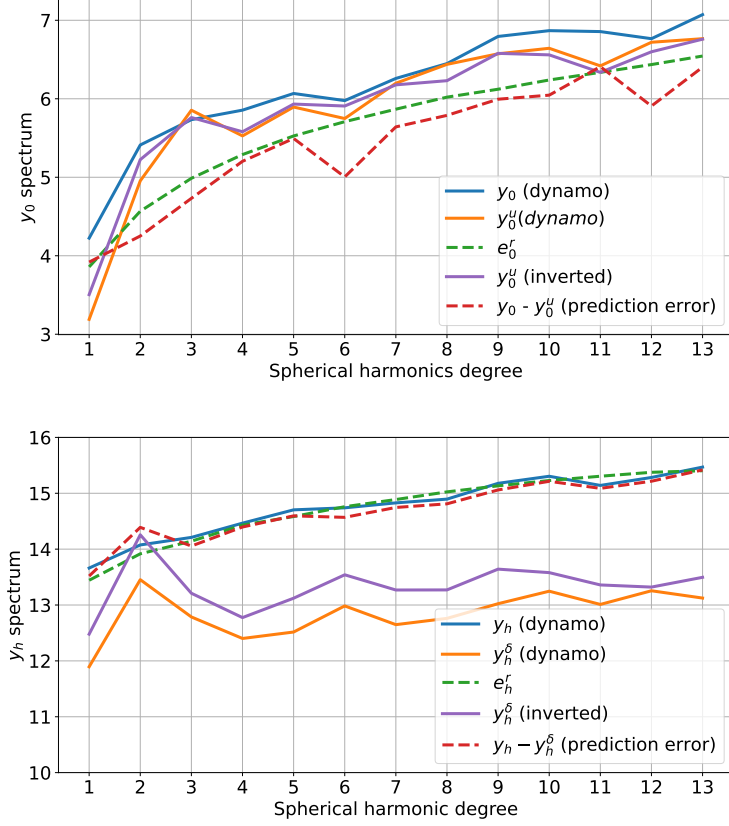 7
6
5
4
3
y₀ spectrum
y₀ (dynamo)
y₀ᵘ(dynamo)
e₀ʳ
y₀ᵘ (inverted)
y₀ - y₀ᵘ (prediction error)
1 2 3 4 5 6 7 8 9 10 11 12 13
Spherical harmonics degree
16
15
14
13
12
11
10
yₕ spectrum
yₕ (dynamo)
yₕᵟ (dynamo)
eₕʳ
yₕᵟ (inverted)
yₕ − yₕᵟ (prediction error)
1 2 3 4 5 6 7 8 9 10 11 12 13
Spherical harmonic degree